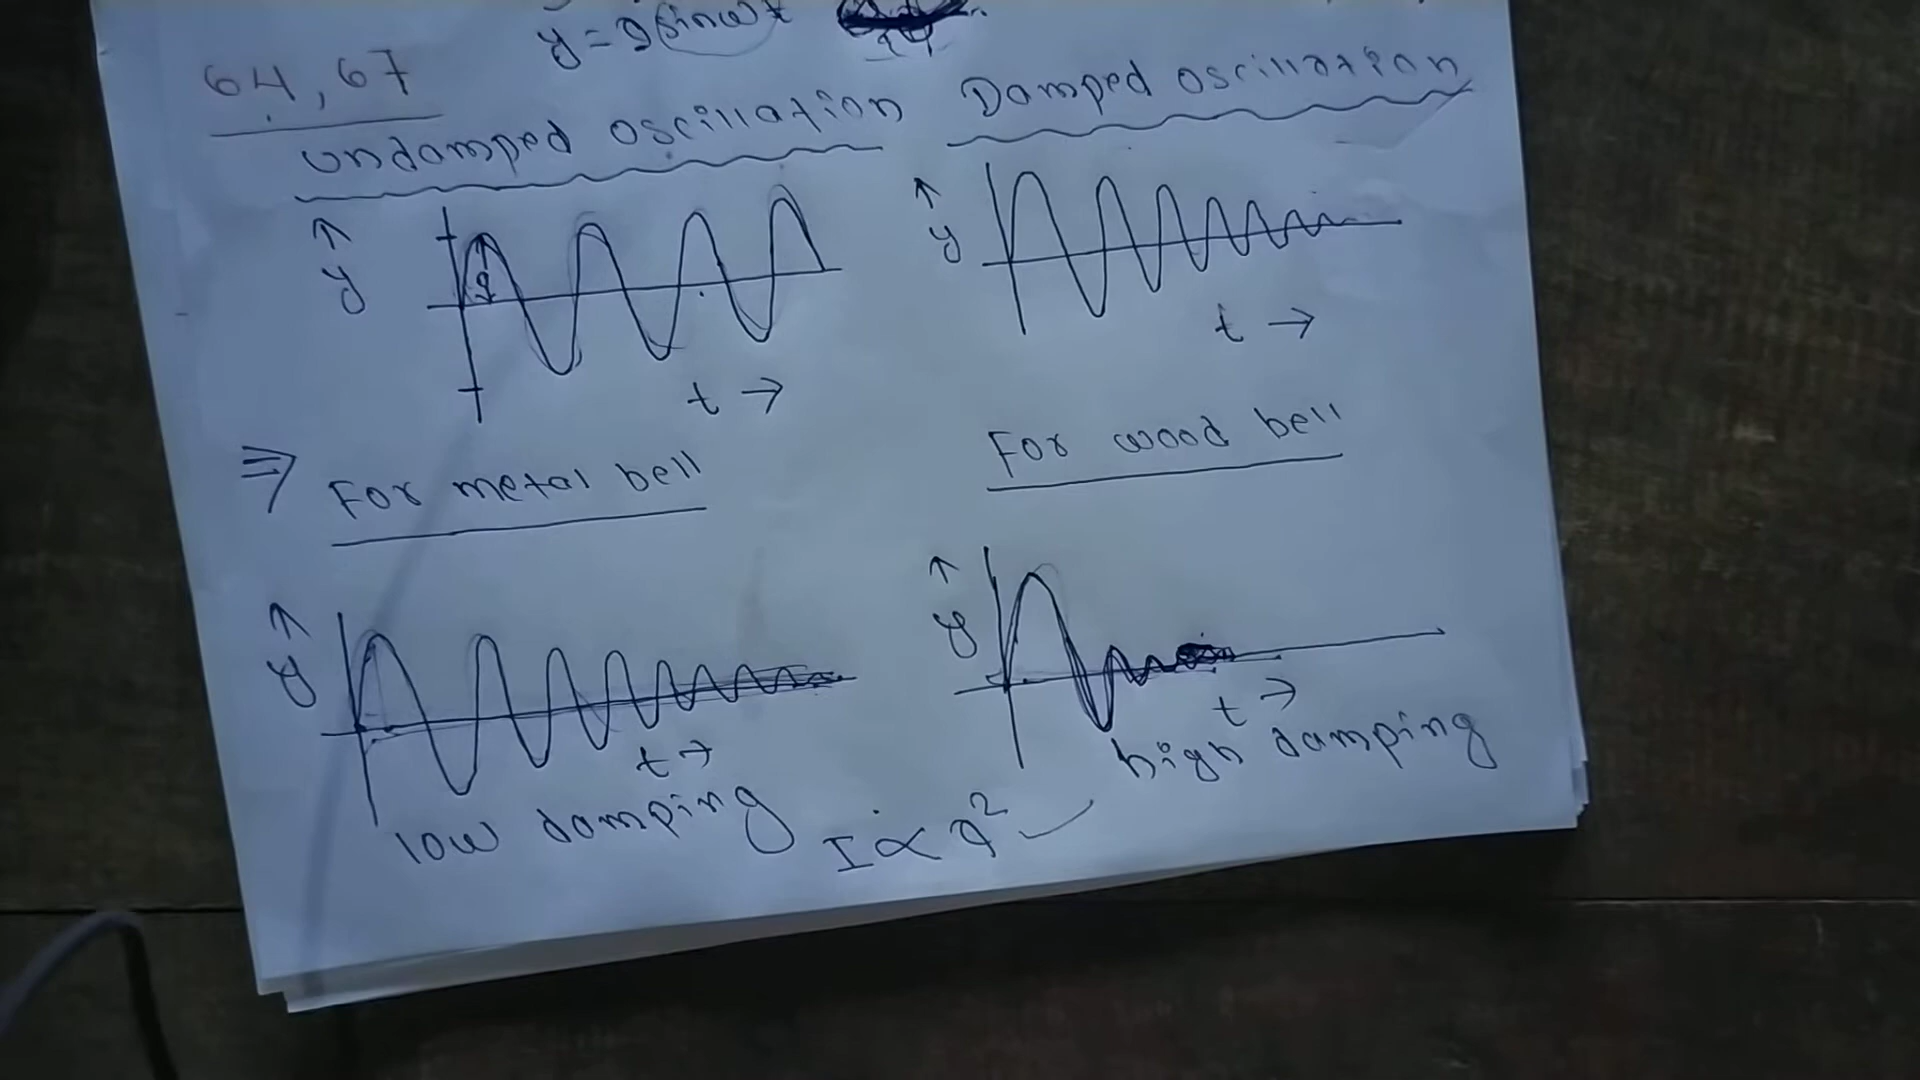 y = a sinωt
64, 67
undamped oscillation
Damped oscillation
y
a
t →
y
t →
⇒ For metal bell
For wood bell
y
t →
low damping
y
t →
high damping
I ∝ a²